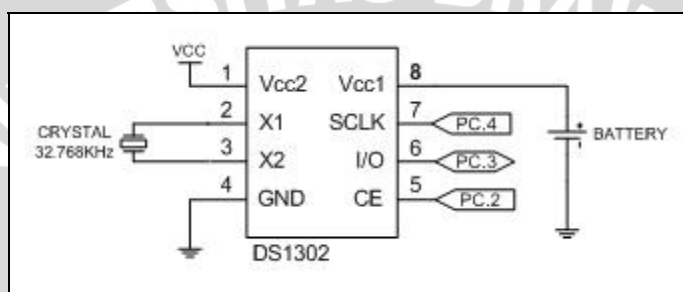 VCC
1
Vcc2
Vcc1
8
2
X1
SCLK
7
PC.4
CRYSTAL
32.768KHz
3
X2
I/O
6
PC.3
BATTERY
4
GND
CE
5
PC.2
DS1302